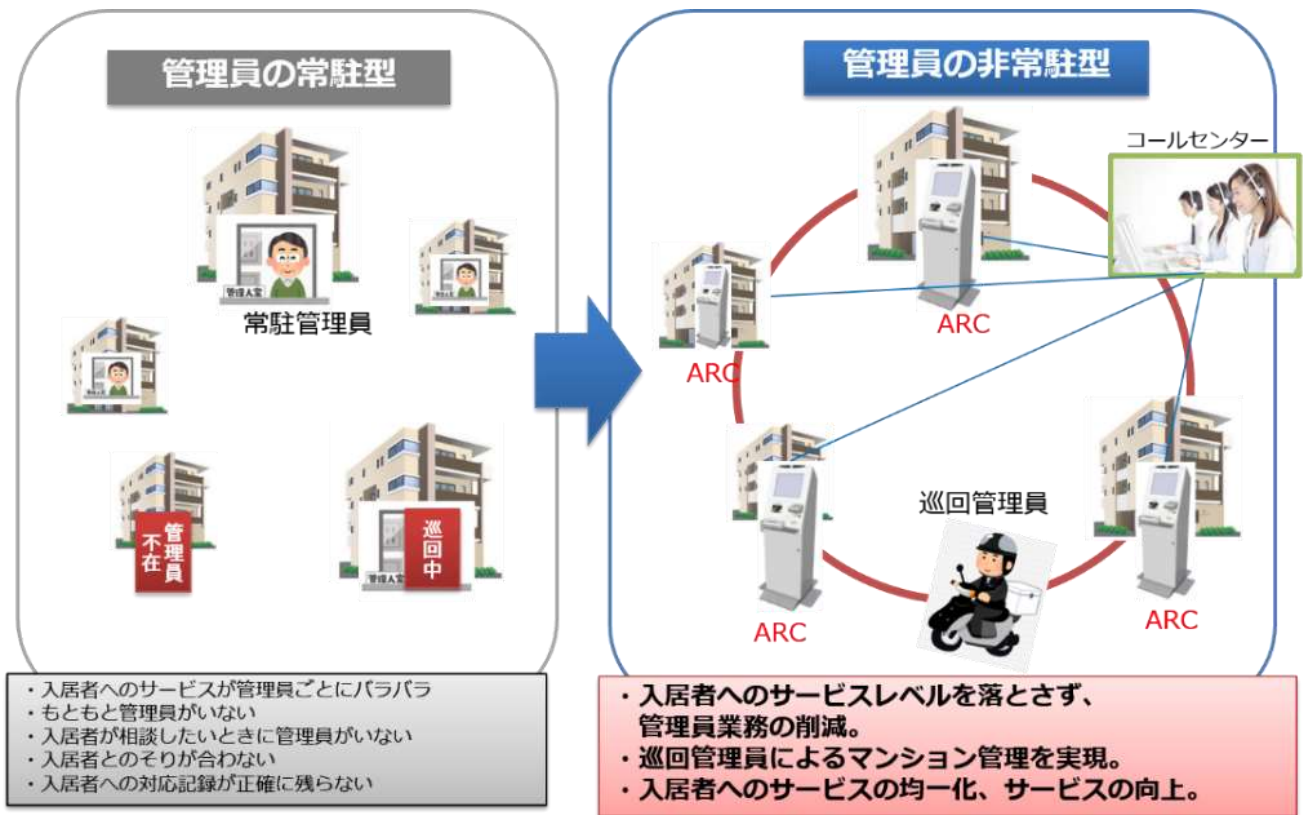 管理員の常駐型
管理人室
常駐管理員
管理員
不在
巡回中
管理人室
・入居者へのサービスが管理員ごとにバラバラ
・もともと管理員がいない
・入居者が相談したいときに管理員がいない
・入居者とのそりが合わない
・入居者への対応記録が正確に残らない
管理員の非常駐型
コールセンター
ARC
ARC
巡回管理員
ARC
ARC
・入居者へのサービスレベルを落とさず、
管理員業務の削減。
・巡回管理員によるマンション管理を実現。
・入居者へのサービスの均一化、サービスの向上。